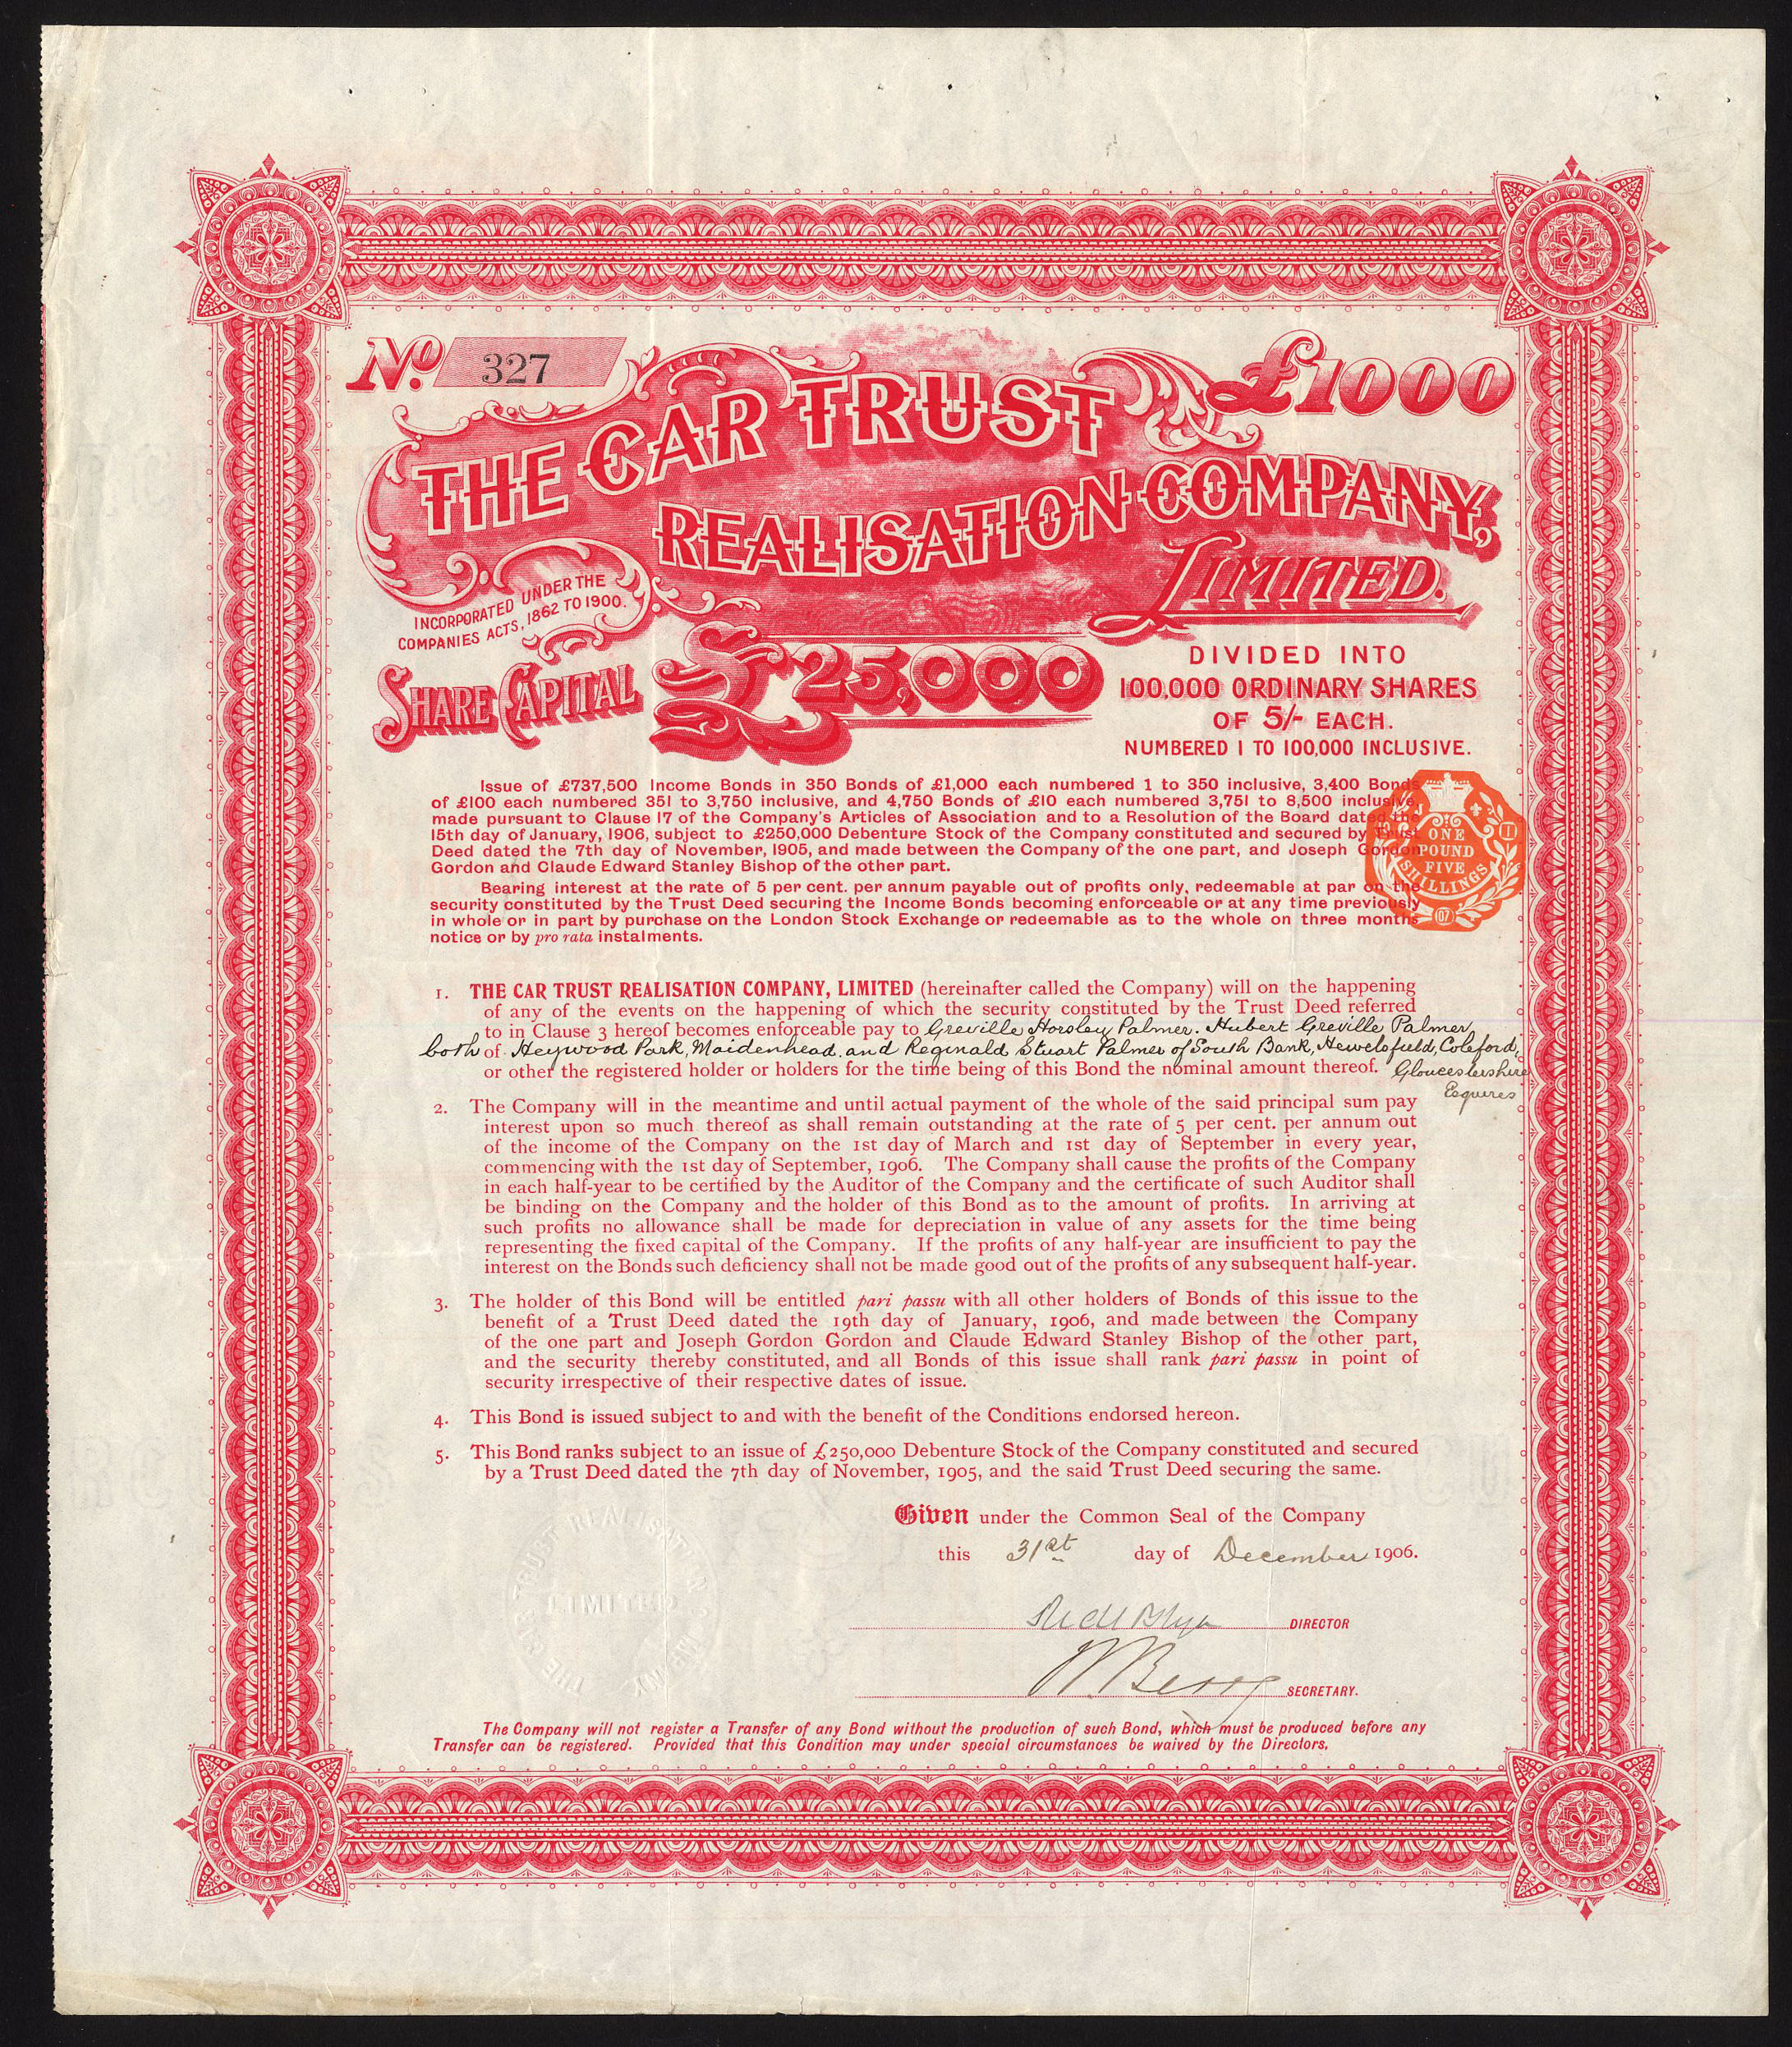 No. 327
£1000
THE CAR TRUST
REALISATION COMPANY,
LIMITED.
INCORPORATED UNDER THE
COMPANIES ACTS, 1862 TO 1900.
SHARE CAPITAL £25,000
DIVIDED INTO
100,000 ORDINARY SHARES
OF 5/- EACH.
NUMBERED 1 TO 100,000 INCLUSIVE.
Issue of £737,500 Income Bonds in 350 Bonds of £1,000 each numbered 1 to 350 inclusive, 3,400 Bonds
of £100 each numbered 351 to 3,750 inclusive, and 4,750 Bonds of £10 each numbered 3,751 to 8,500 inclusive,
made pursuant to Clause 17 of the Company's Articles of Association and to a Resolution of the Board dated the
15th day of January, 1906, subject to £250,000 Debenture Stock of the Company constituted and secured by Trust
Deed dated the 7th day of November, 1905, and made between the Company of the one part, and Joseph Gordon
Gordon and Claude Edward Stanley Bishop of the other part.
Bearing interest at the rate of 5 per cent. per annum payable out of profits only, redeemable at par on the
security constituted by the Trust Deed securing the Income Bonds becoming enforceable or at any time previously
in whole or in part by purchase on the London Stock Exchange or redeemable as to the whole on three months
notice or by pro rata instalments.
ONE
POUND
FIVE
SHILLINGS
07
1. THE CAR TRUST REALISATION COMPANY, LIMITED (hereinafter called the Company) will on the happening
of any of the events on the happening of which the security constituted by the Trust Deed referred
to in Clause 3 hereof becomes enforceable pay to Greville Horsley Palmer. Hubert Greville Palmer
both of Heywood Park, Maidenhead. and Reginald Stuart Palmer of South Bank, Hewelsfield, Coleford,
or other the registered holder or holders for the time being of this Bond the nominal amount thereof. Gloucestershire
Esquires
2. The Company will in the meantime and until actual payment of the whole of the said principal sum pay
interest upon so much thereof as shall remain outstanding at the rate of 5 per cent. per annum out
of the income of the Company on the 1st day of March and 1st day of September in every year,
commencing with the 1st day of September, 1906. The Company shall cause the profits of the Company
in each half-year to be certified by the Auditor of the Company and the certificate of such Auditor shall
be binding on the Company and the holder of this Bond as to the amount of profits. In arriving at
such profits no allowance shall be made for depreciation in value of any assets for the time being
representing the fixed capital of the Company. If the profits of any half-year are insufficient to pay the
interest on the Bonds such deficiency shall not be made good out of the profits of any subsequent half-year.
3. The holder of this Bond will be entitled pari passu with all other holders of Bonds of this issue to the
benefit of a Trust Deed dated the 19th day of January, 1906, and made between the Company
of the one part and Joseph Gordon Gordon and Claude Edward Stanley Bishop of the other part,
and the security thereby constituted, and all Bonds of this issue shall rank pari passu in point of
security irrespective of their respective dates of issue.
4. This Bond is issued subject to and with the benefit of the Conditions endorsed hereon.
5. This Bond ranks subject to an issue of £250,000 Debenture Stock of the Company constituted and secured
by a Trust Deed dated the 7th day of November, 1905, and the said Trust Deed securing the same.
Given under the Common Seal of the Company
this 31st day of December 1906.
THE CAR TRUST REALISATION COMPANY
LIMITED
DIRECTOR
SECRETARY.
The Company will not register a Transfer of any Bond without the production of such Bond, which must be produced before any
Transfer can be registered. Provided that this Condition may under special circumstances be waived by the Directors.